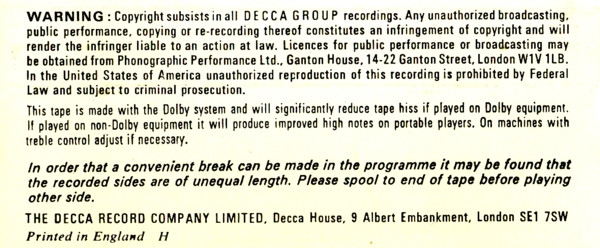 WARNING : Copyright subsists in all DECCA GROUP recordings. Any unauthorized broadcasting,
public performance, copying or re-recording thereof constitutes an infringement of copyright and will
render the infringer liable to an action at law. Licences for public performance or broadcasting may
be obtained from Phonographic Performance Ltd., Ganton House, 14-22 Ganton Street, London W1V 1LB.
In the United States of America unauthorized reproduction of this recording is prohibited by Federal
Law and subject to criminal prosecution.
This tape is made with the Dolby system and will significantly reduce tape hiss if played on Dolby equipment.
If played on non-Dolby equipment it will produce improved high notes on portable players. On machines with
treble control adjust if necessary.
In order that a convenient break can be made in the programme it may be found that
the recorded sides are of unequal length. Please spool to end of tape before playing
other side.
THE DECCA RECORD COMPANY LIMITED, Decca House, 9 Albert Embankment, London SE1 7SW
Printed in England H